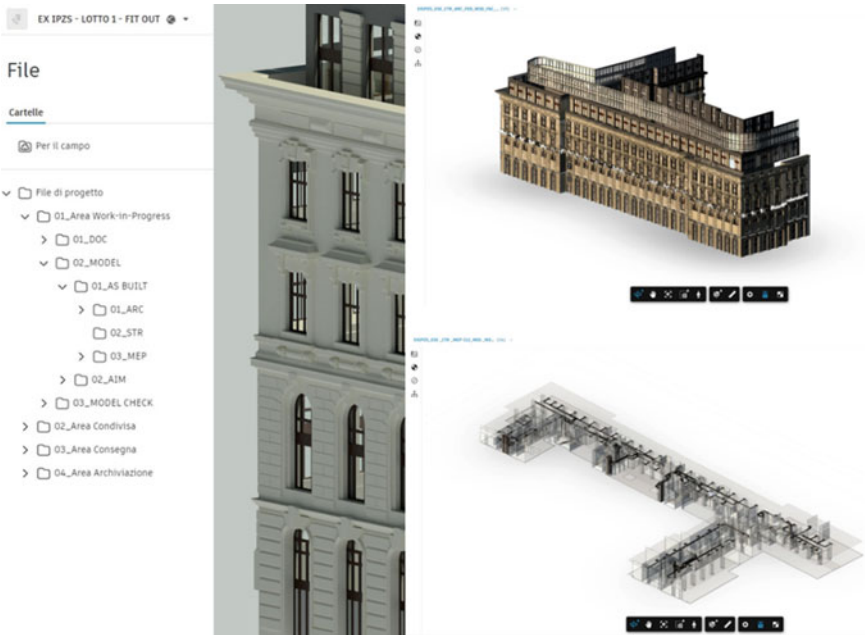 EX IPZS - LOTTO 1 - FIT OUT
File
Cartelle
Per il campo
File di progetto
01_Area Work-in-Progress
01_DOC
02_MODEL
01_AS BUILT
01_ARC
02_STR
03_MEP
02_AIM
03_MODEL CHECK
02_Area Condivisa
03_Area Consegna
04_Area Archiviazione